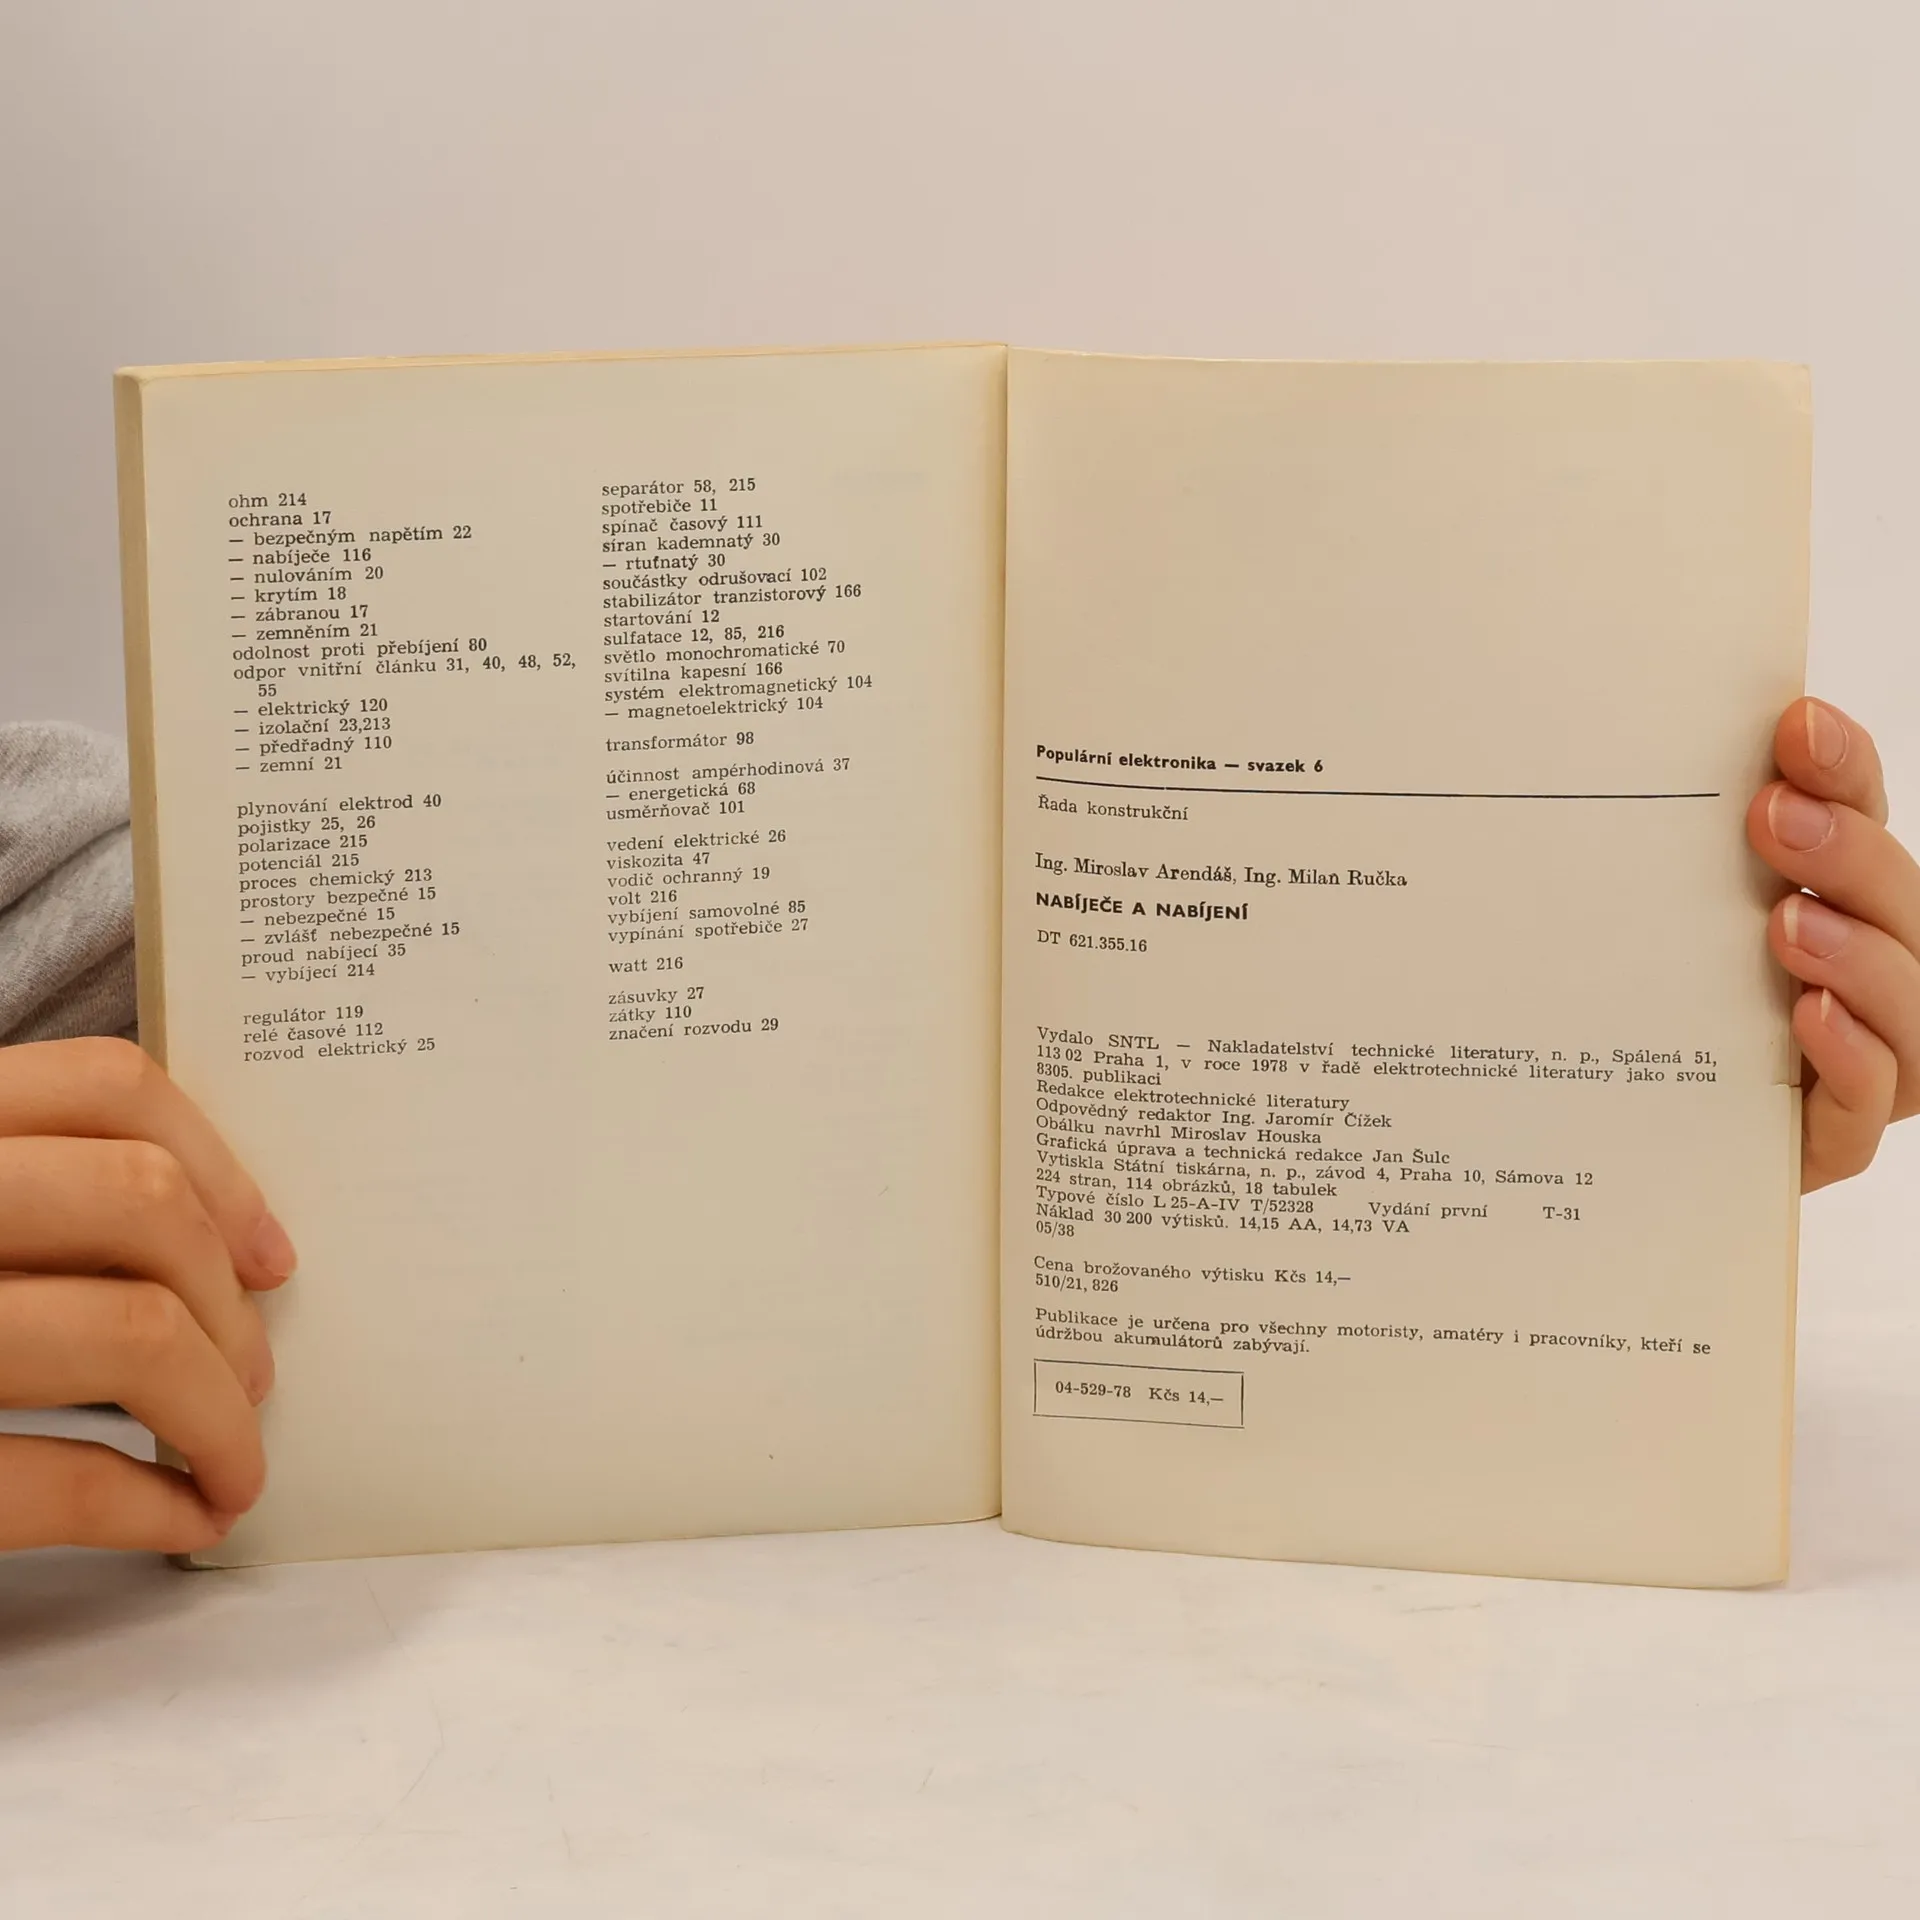 ohm 214
ochrana 17
— bezpečným napětím 22
— nabíječe 116
— nulováním 20
— krytím 18
— zábranou 17
— zemněním 21
odolnost proti přebíjení 80
odpor vnitřní článku 31, 40, 48, 52,
55
— elektrický 120
— izolační 23,213
— předřadný 110
— zemní 21
plynování elektrod 40
pojistky 25, 26
polarizace 215
potenciál 215
proces chemický 213
prostory bezpečné 15
— nebezpečné 15
— zvlášť nebezpečné 15
proud nabíjecí 35
— vybíjecí 214
regulátor 119
relé časové 112
rozvod elektrický 25
separátor 58, 215
spotřebiče 11
spínač časový 111
síran kademnatý 30
— rtuťnatý 30
součástky odrušovací 102
stabilizátor tranzistorový 166
startování 12
sulfatace 12, 85, 216
světlo monochromatické 70
svítilna kapesní 166
systém elektromagnetický 104
— magnetoelektrický 104
transformátor 98
účinnost ampérhodinová 37
— energetická 68
usměrňovač 101
vedení elektrické 26
viskozita 47
vodič ochranný 19
volt 216
vybíjení samovolné 85
vypínání spotřebiče 27
watt 216
zásuvky 27
zátky 110
značení rozvodu 29
Populární elektronika — svazek 6
Řada konstrukční
Ing. Miroslav Arendáš, Ing. Milan Ručka
NABÍJEČE A NABÍJENÍ
DT 621.355.16
Vydalo SNTL — Nakladatelství technické literatury, n. p., Spálená 51,
113 02 Praha 1, v roce 1978 v řadě elektrotechnické literatury jako svou
8305. publikaci
Redakce elektrotechnické literatury
Odpovědný redaktor Ing. Jaromír Čížek
Obálku navrhl Miroslav Houska
Grafická úprava a technická redakce Jan Šulc
Vytiskla Státní tiskárna, n. p., závod 4, Praha 10, Sámova 12
224 stran, 114 obrázků, 18 tabulek
Typové číslo L 25-A-IV T/52328 Vydání první T-31
Náklad 30 200 výtisků. 14,15 AA, 14,73 VA
05/38
Cena brožovaného výtisku Kčs 14,—
510/21, 826
Publikace je určena pro všechny motoristy, amatéry i pracovníky, kteří se
údržbou akumulátorů zabývají.
04-529-78 Kčs 14,—